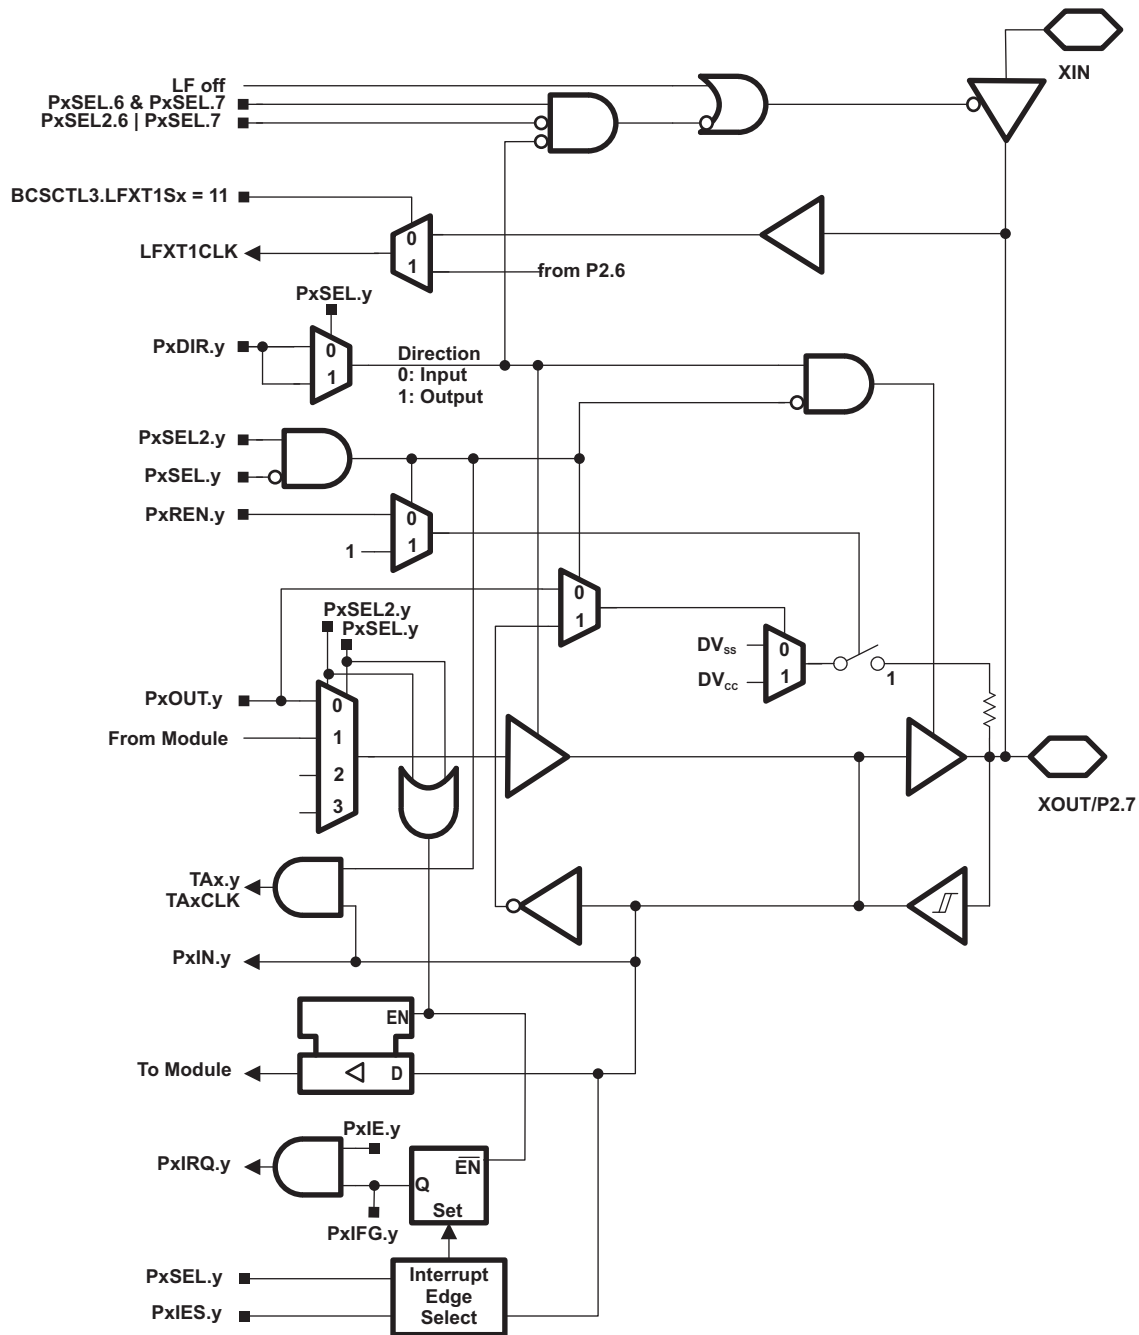 XIN
LF off
PxSEL.6 & PxSEL.7
PxSEL2.6 | PxSEL.7
BCSCTL3.LFXT1Sx = 11
0
LFXT1CLK
1
from P2.6
PxSEL.y
PxDIR.y
0
1
Direction
0: Input
1: Output
PxSEL2.y
PxSEL.y
PxREN.y
0
1
1
0
1
PxSEL2.y
PxSEL.y
DVSS
0
DVCC
1
1
PxOUT.y
0
From Module
1
2
3
XOUT/P2.7
TAx.y
TAxCLK
PxIN.y
EN
To Module
D
PxIE.y
PxIRQ.y
EN
Q
Set
PxIFG.y
PxSEL.y
PxIES.y
Interrupt
Edge
Select